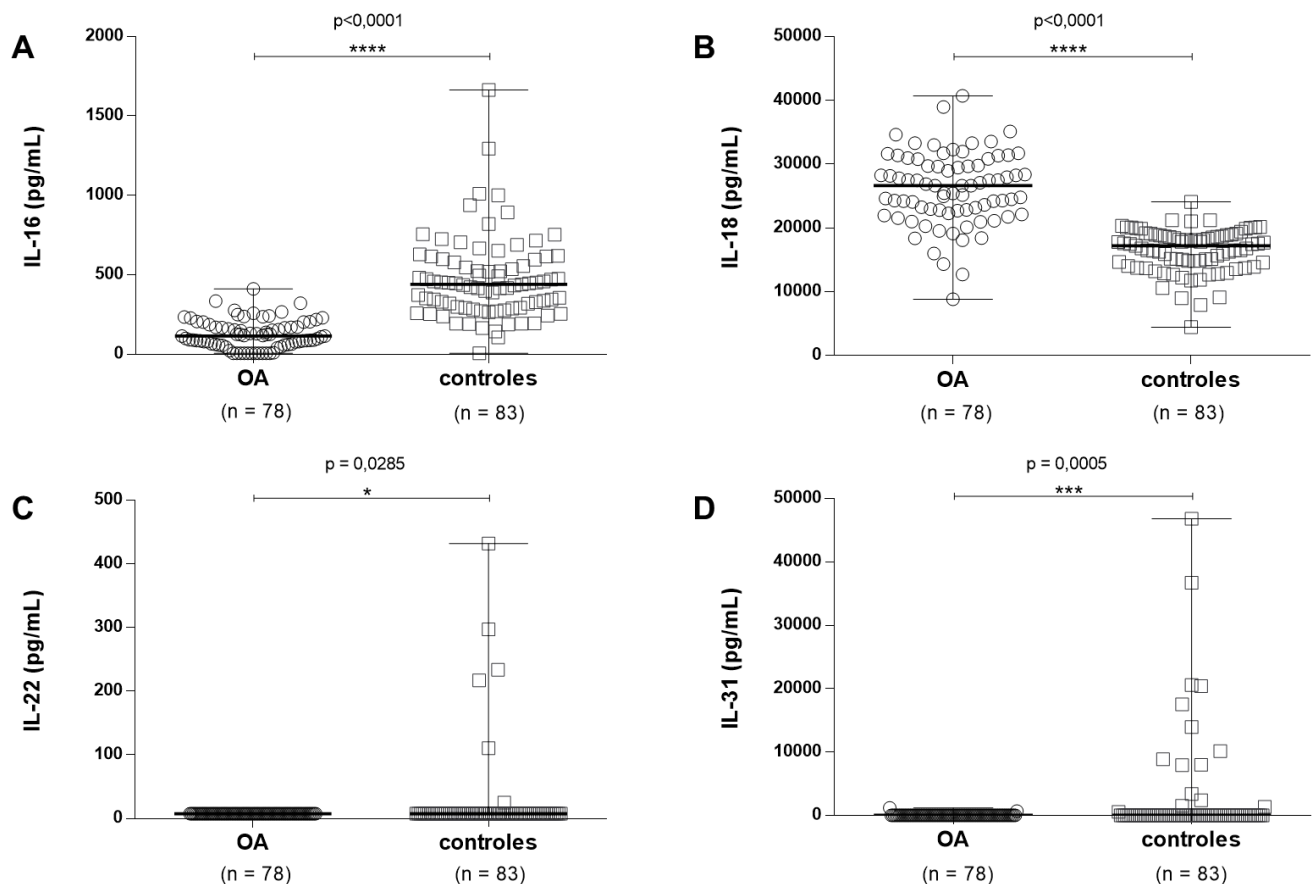 A
p<0,0001
****
IL-16 (pg/mL)
2000
1500
1000
500
0
OA
controles
(n = 78)
(n = 83)
B
p<0,0001
****
IL-18 (pg/mL)
50000
40000
30000
20000
10000
0
OA
controles
(n = 78)
(n = 83)
C
p = 0,0285
*
IL-22 (pg/mL)
500
400
300
200
100
0
OA
controles
(n = 78)
(n = 83)
D
p = 0,0005
***
IL-31 (pg/mL)
50000
40000
30000
20000
10000
0
OA
controles
(n = 78)
(n = 83)